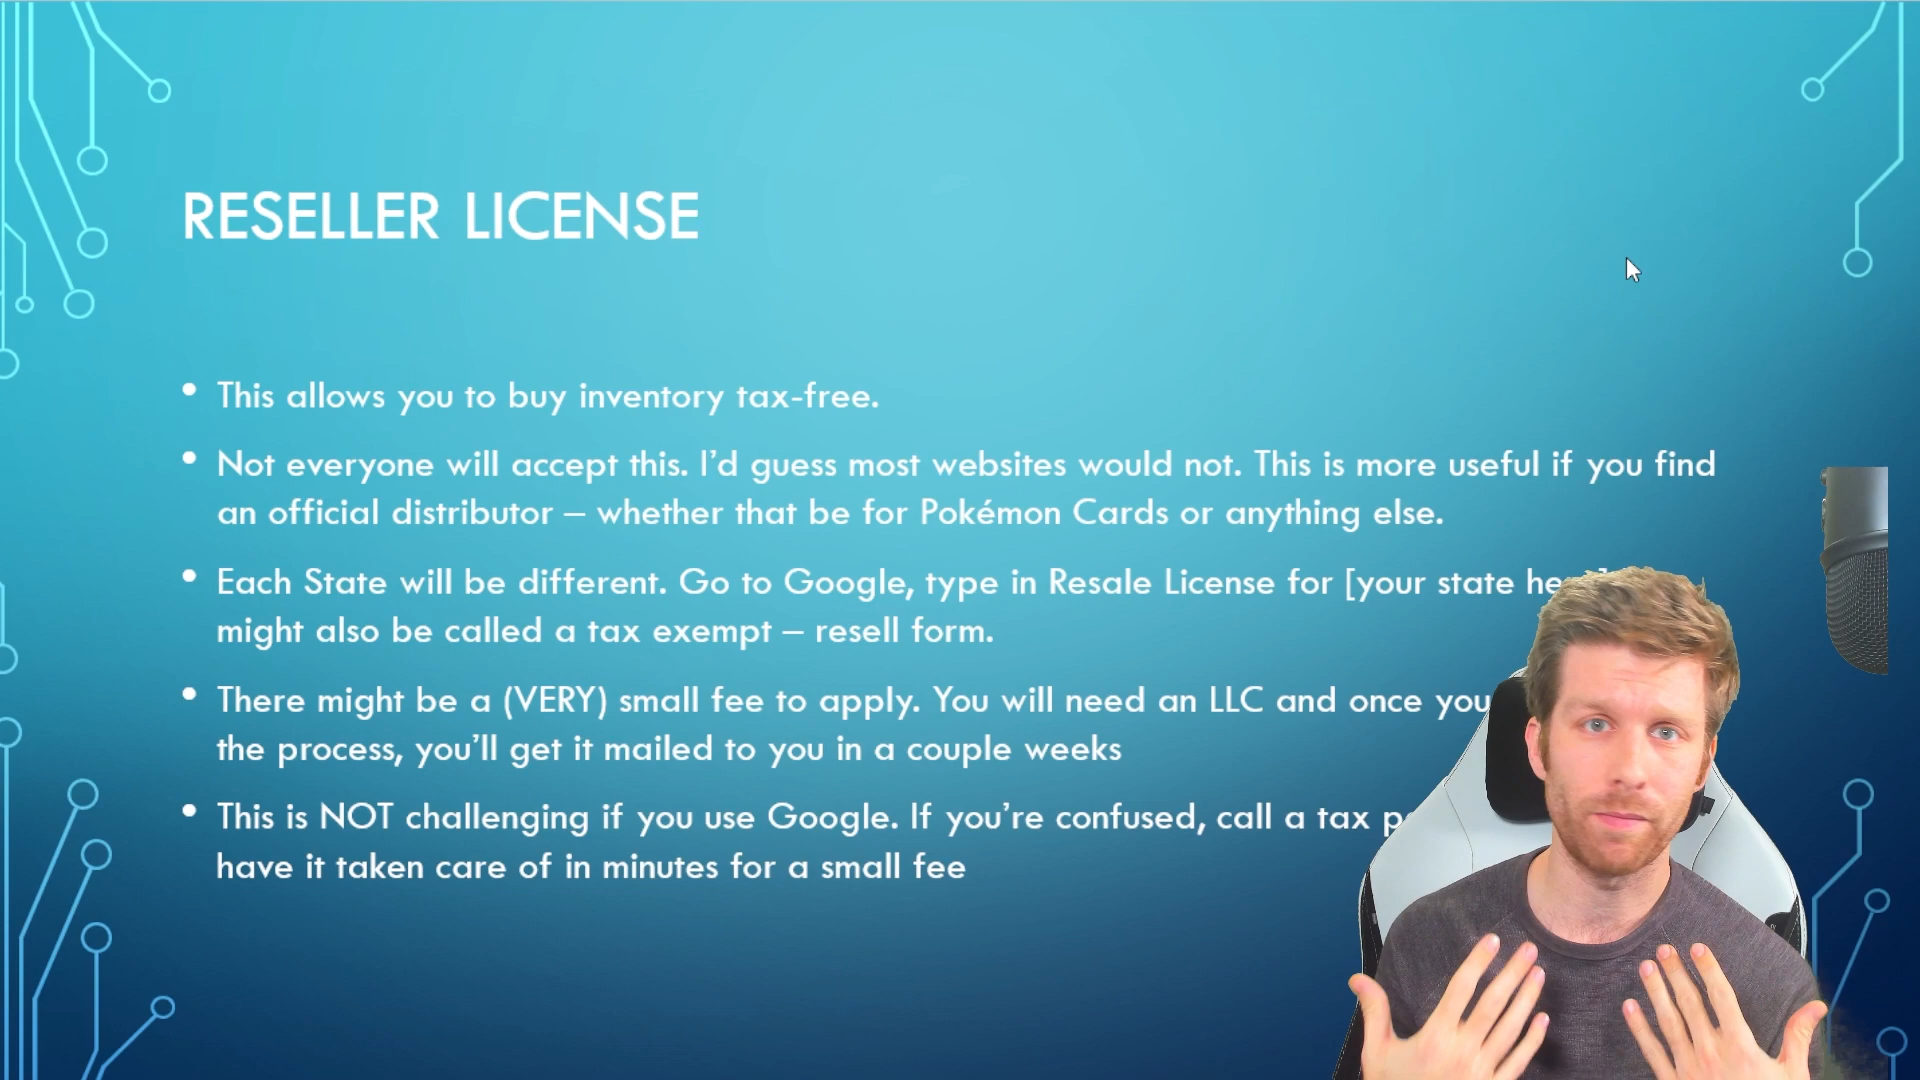 RESELLER LICENSE
• This allows you to buy inventory tax-free.
• Not everyone will accept this. I'd guess most websites would not. This is more useful if you find
an official distributor – whether that be for Pokémon Cards or anything else.
• Each State will be different. Go to Google, type in Resale License for [your state
might also be called a tax exempt – resell form.
• There might be a (VERY) small fee to apply. You will need an LLC and once you
the process, you'll get it mailed to you in a couple weeks
• This is NOT challenging if you use Google. If you're confused, call a tax
have it taken care of in minutes for a small fee